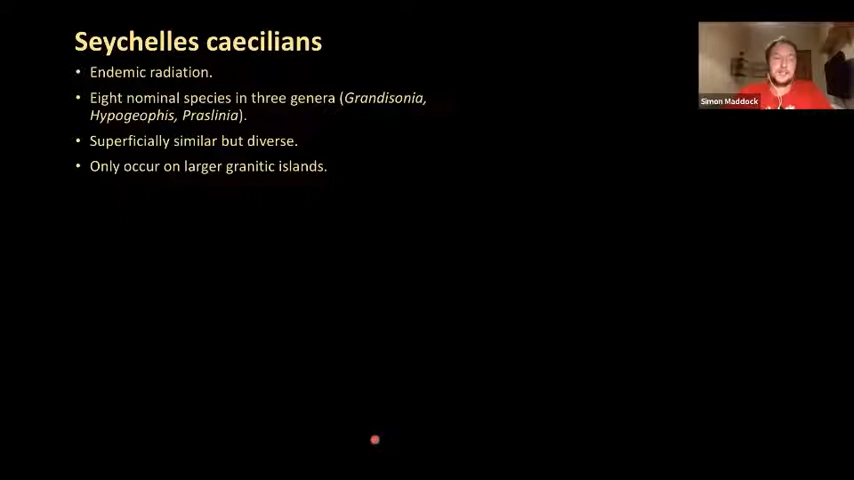 Seychelles caecilians
• Endemic radiation.
• Eight nominal species in three genera (Grandisonia,
Hypogeophis, Praslinia).
• Superficially similar but diverse.
• Only occur on larger granitic islands.
Simon Maddock